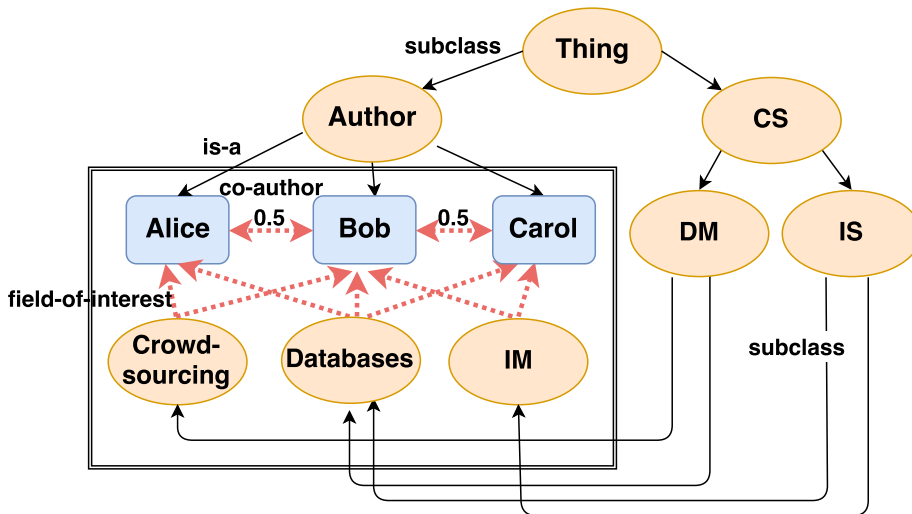 Thing
subclass
Author
CS
is-a
co-author
Alice
0.5
Bob
0.5
Carol
DM
IS
field-of-interest
Crowd-
sourcing
Databases
IM
subclass